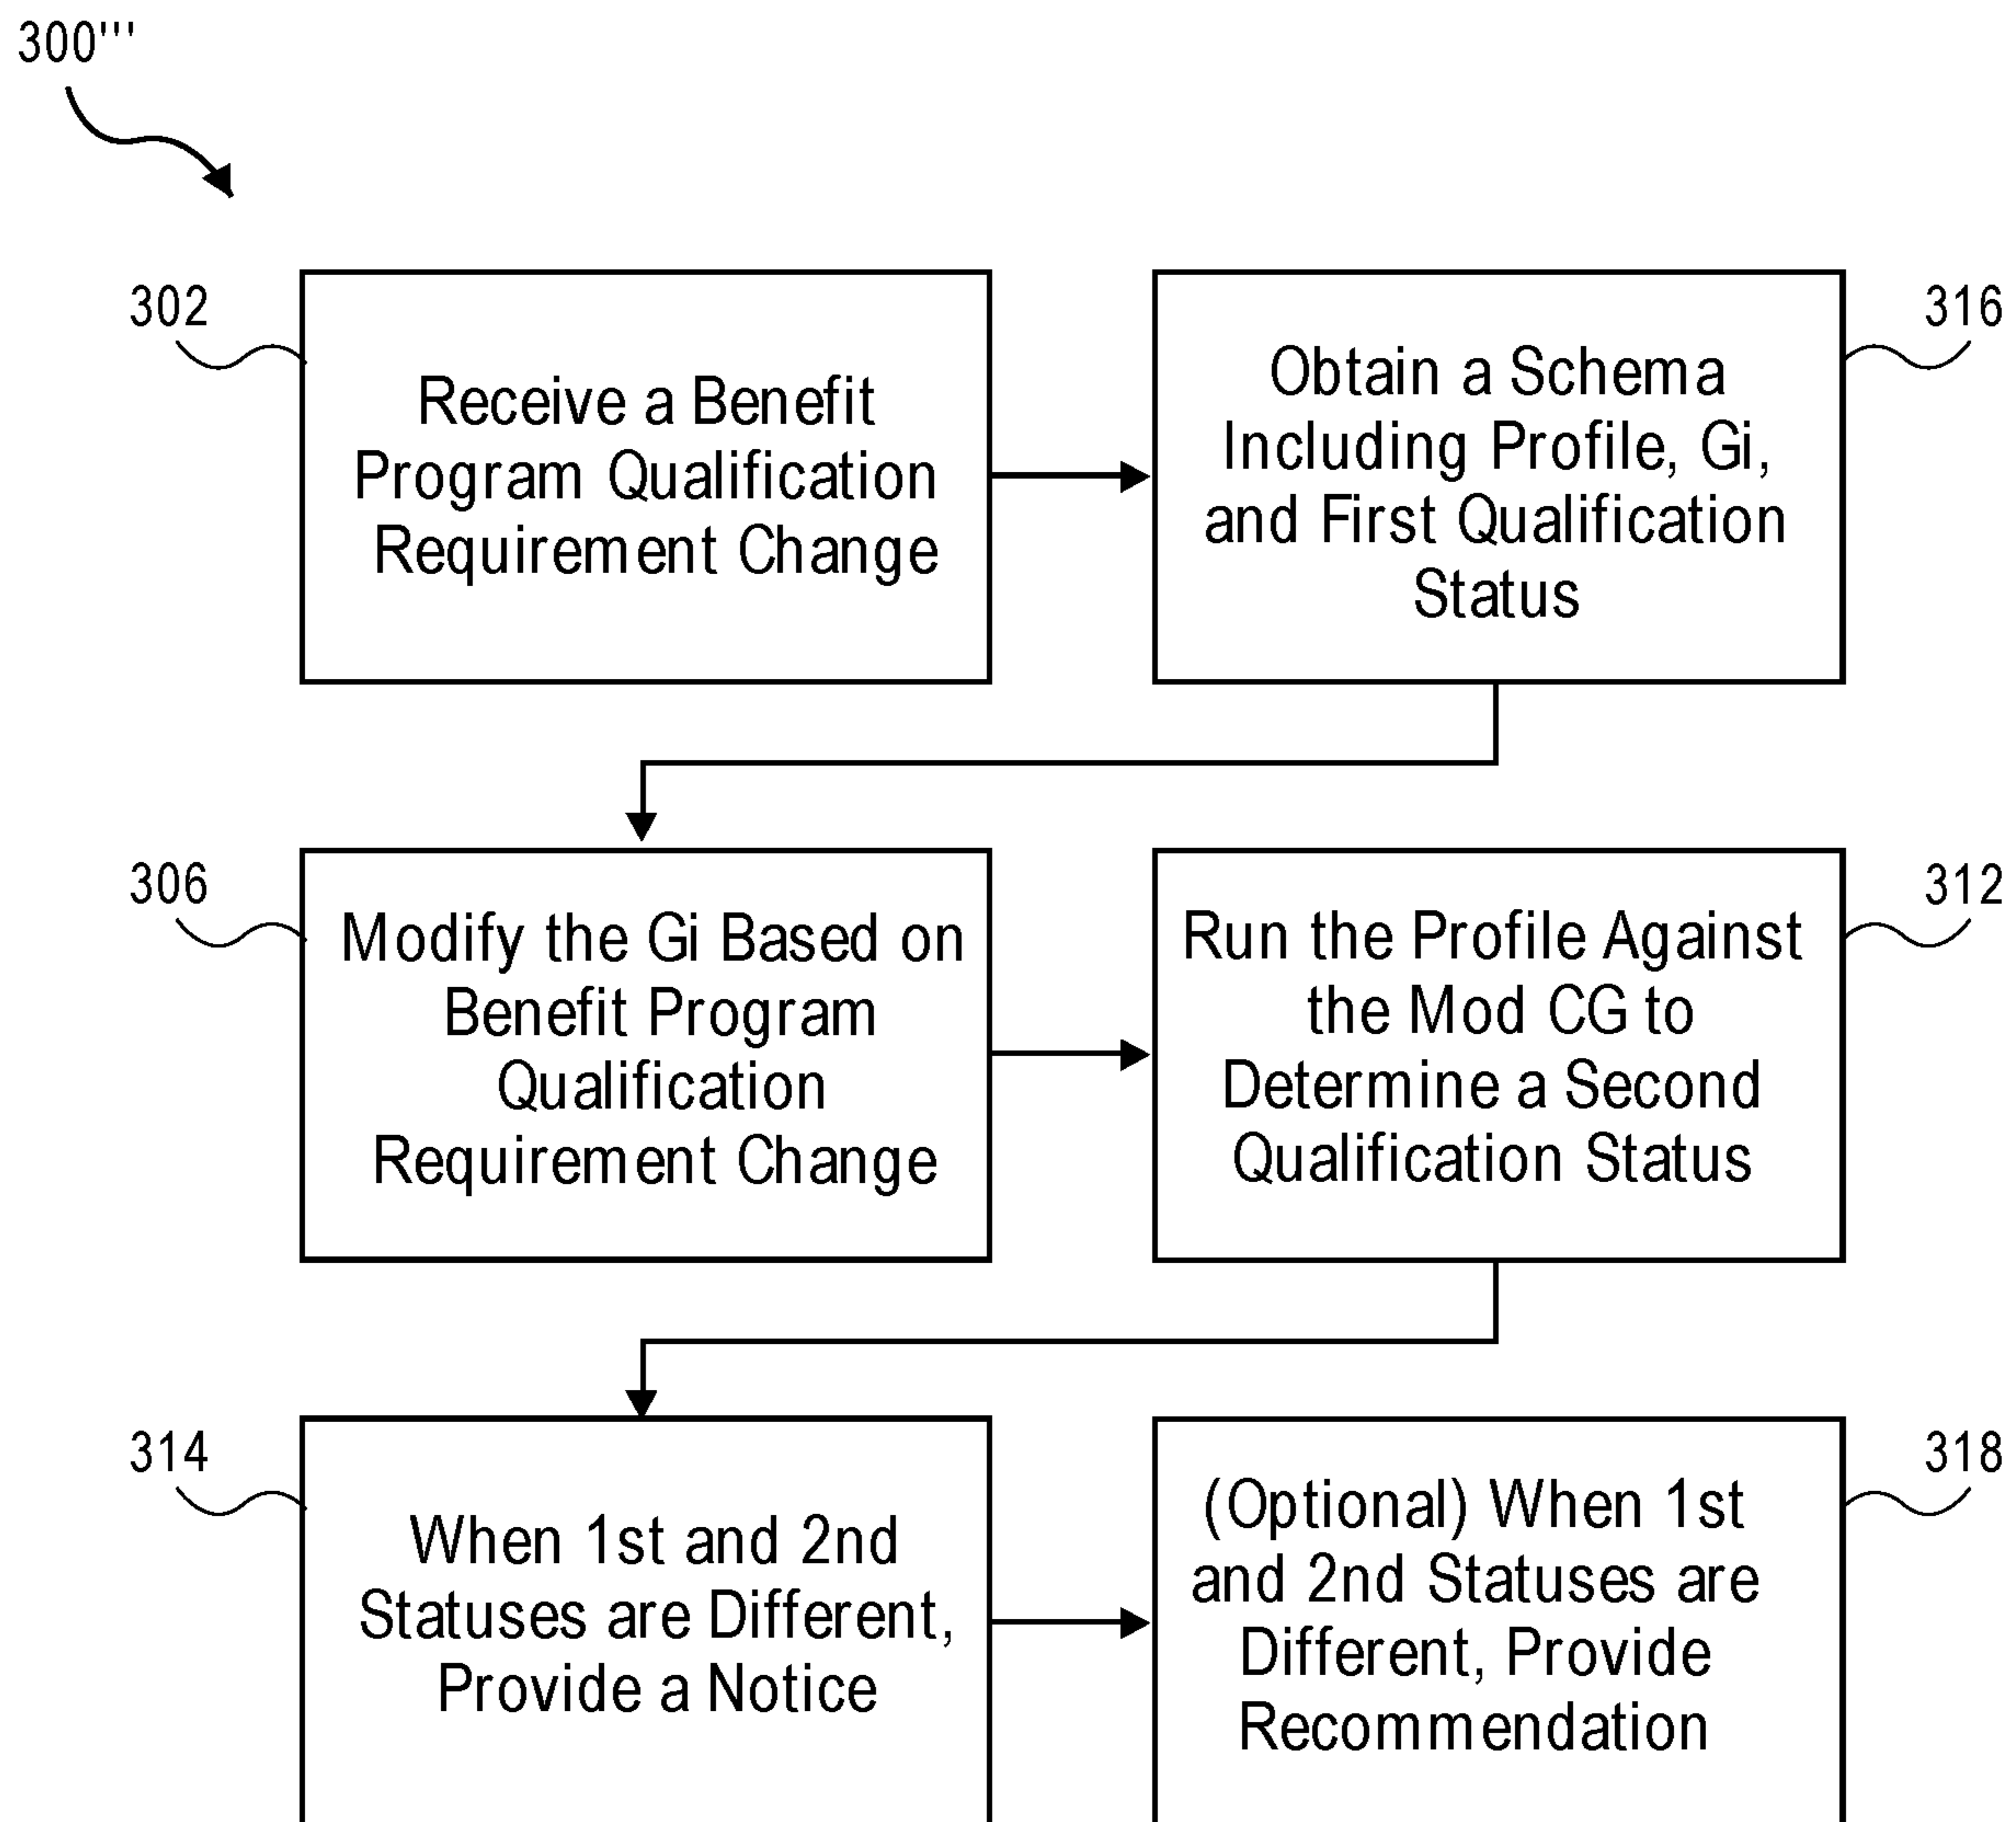 300'''
302
Receive a Benefit
Program Qualification
Requirement Change
316
Obtain a Schema
Including Profile, Gi,
and First Qualification
Status
306
Modify the Gi Based on
Benefit Program
Qualification
Requirement Change
312
Run the Profile Against
the Mod CG to
Determine a Second
Qualification Status
314
When 1st and 2nd
Statuses are Different,
Provide a Notice
318
(Optional) When 1st
and 2nd Statuses are
Different, Provide
Recommendation